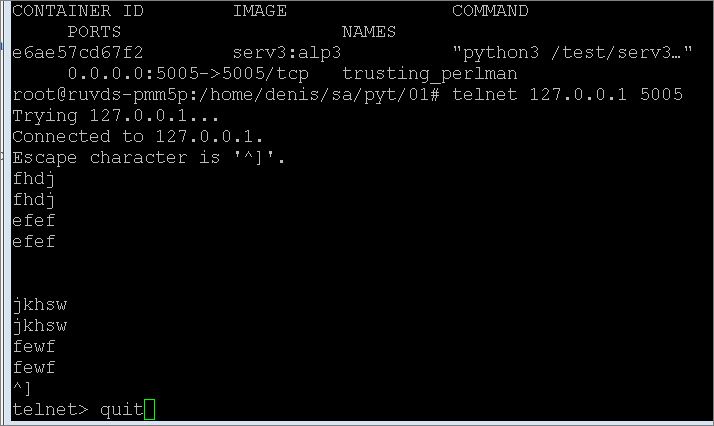 CONTAINER ID        IMAGE               COMMAND
      PORTS                    NAMES
e6ae57cd67f2        serv3:alp3          "python3 /test/serv3…"
      0.0.0.0:5005->5005/tcp   trusting_perlman
root@ruvds-pmm5p:/home/denis/sa/pyt/01# telnet 127.0.0.1 5005
Trying 127.0.0.1...
Connected to 127.0.0.1.
Escape character is '^]'.
fhdj
fhdj
efef
efef
jkhsw
jkhsw
fewf
fewf
^]
telnet> quit